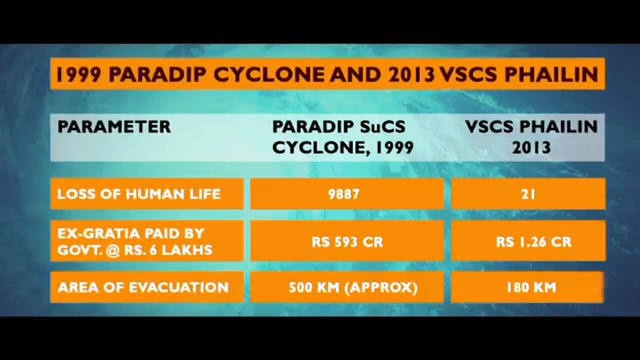 1999 PARADIP CYCLONE AND 2013 VSCS PHAILIN
PARAMETER PARADIP SuCS VSCS PHAILIN
CYCLONE, 1999 2013
LOSS OF HUMAN LIFE 9887 21
EX-GRATIA PAID BY
GOVT. @ RS. 6 LAKHS RS 593 CR RS 1.26 CR
AREA OF EVACUATION 500 KM (APPROX) 180 KM